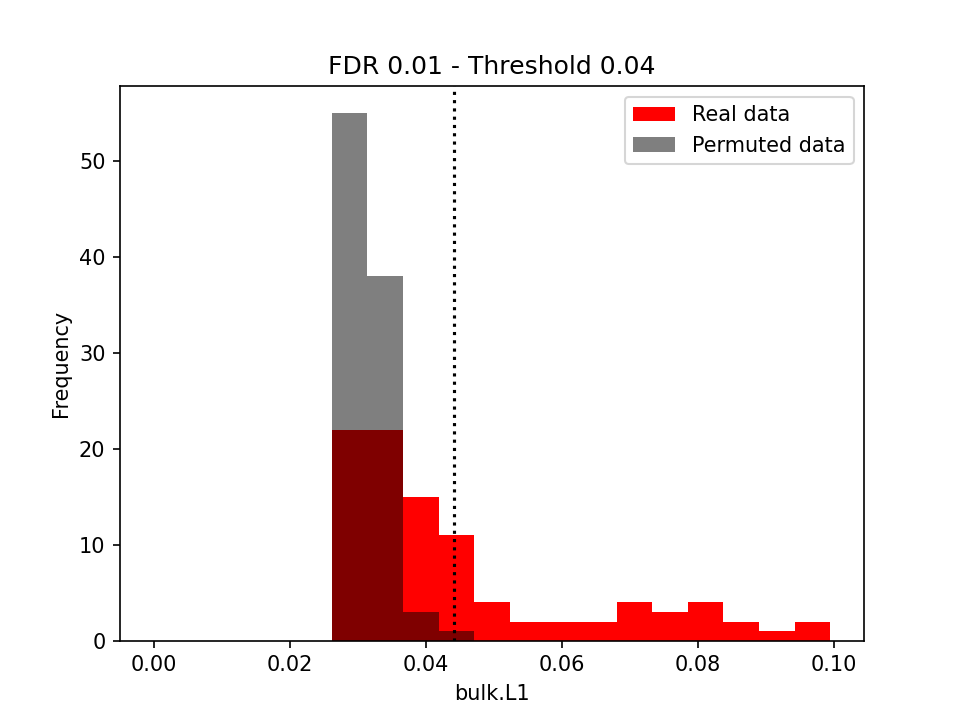 FDR 0.01 - Threshold 0.04
Real data
Permuted data
50
40
30
20
10
0
Frequency
0.00 0.02 0.04 0.06 0.08 0.10
bulk.L1